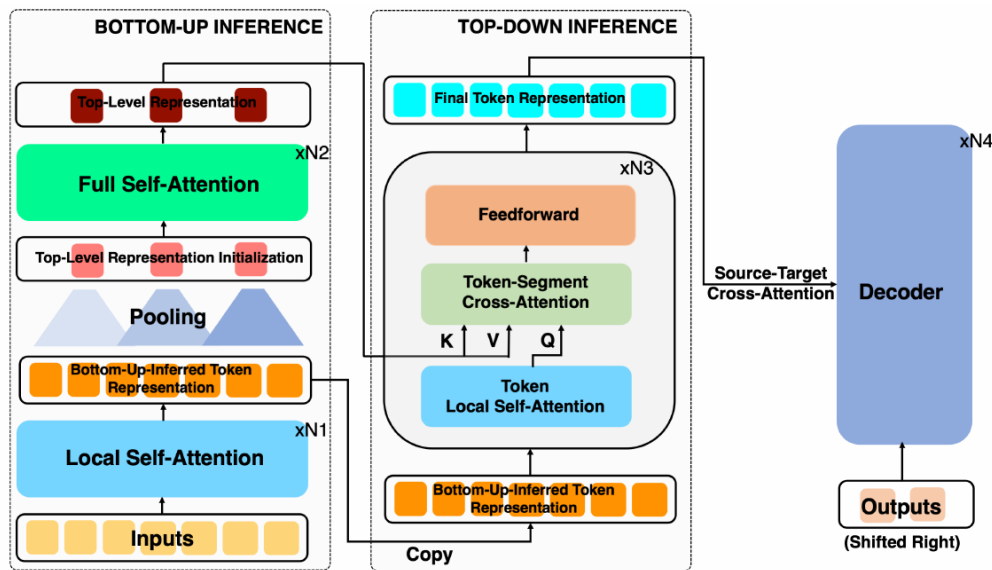 BOTTOM-UP INFERENCE
Top-Level Representation
xN2
Full Self-Attention
Top-Level Representation Initialization
Pooling
Bottom-Up-Inferred Token
Representation
xN1
Local Self-Attention
Inputs
Copy
TOP-DOWN INFERENCE
Final Token Representation
xN3
Feedforward
Token-Segment
Cross-Attention
K
V
Q
Token
Local Self-Attention
Bottom-Up-Inferred Token
Representation
Source-Target
Cross-Attention
xN4
Decoder
Outputs
(Shifted Right)